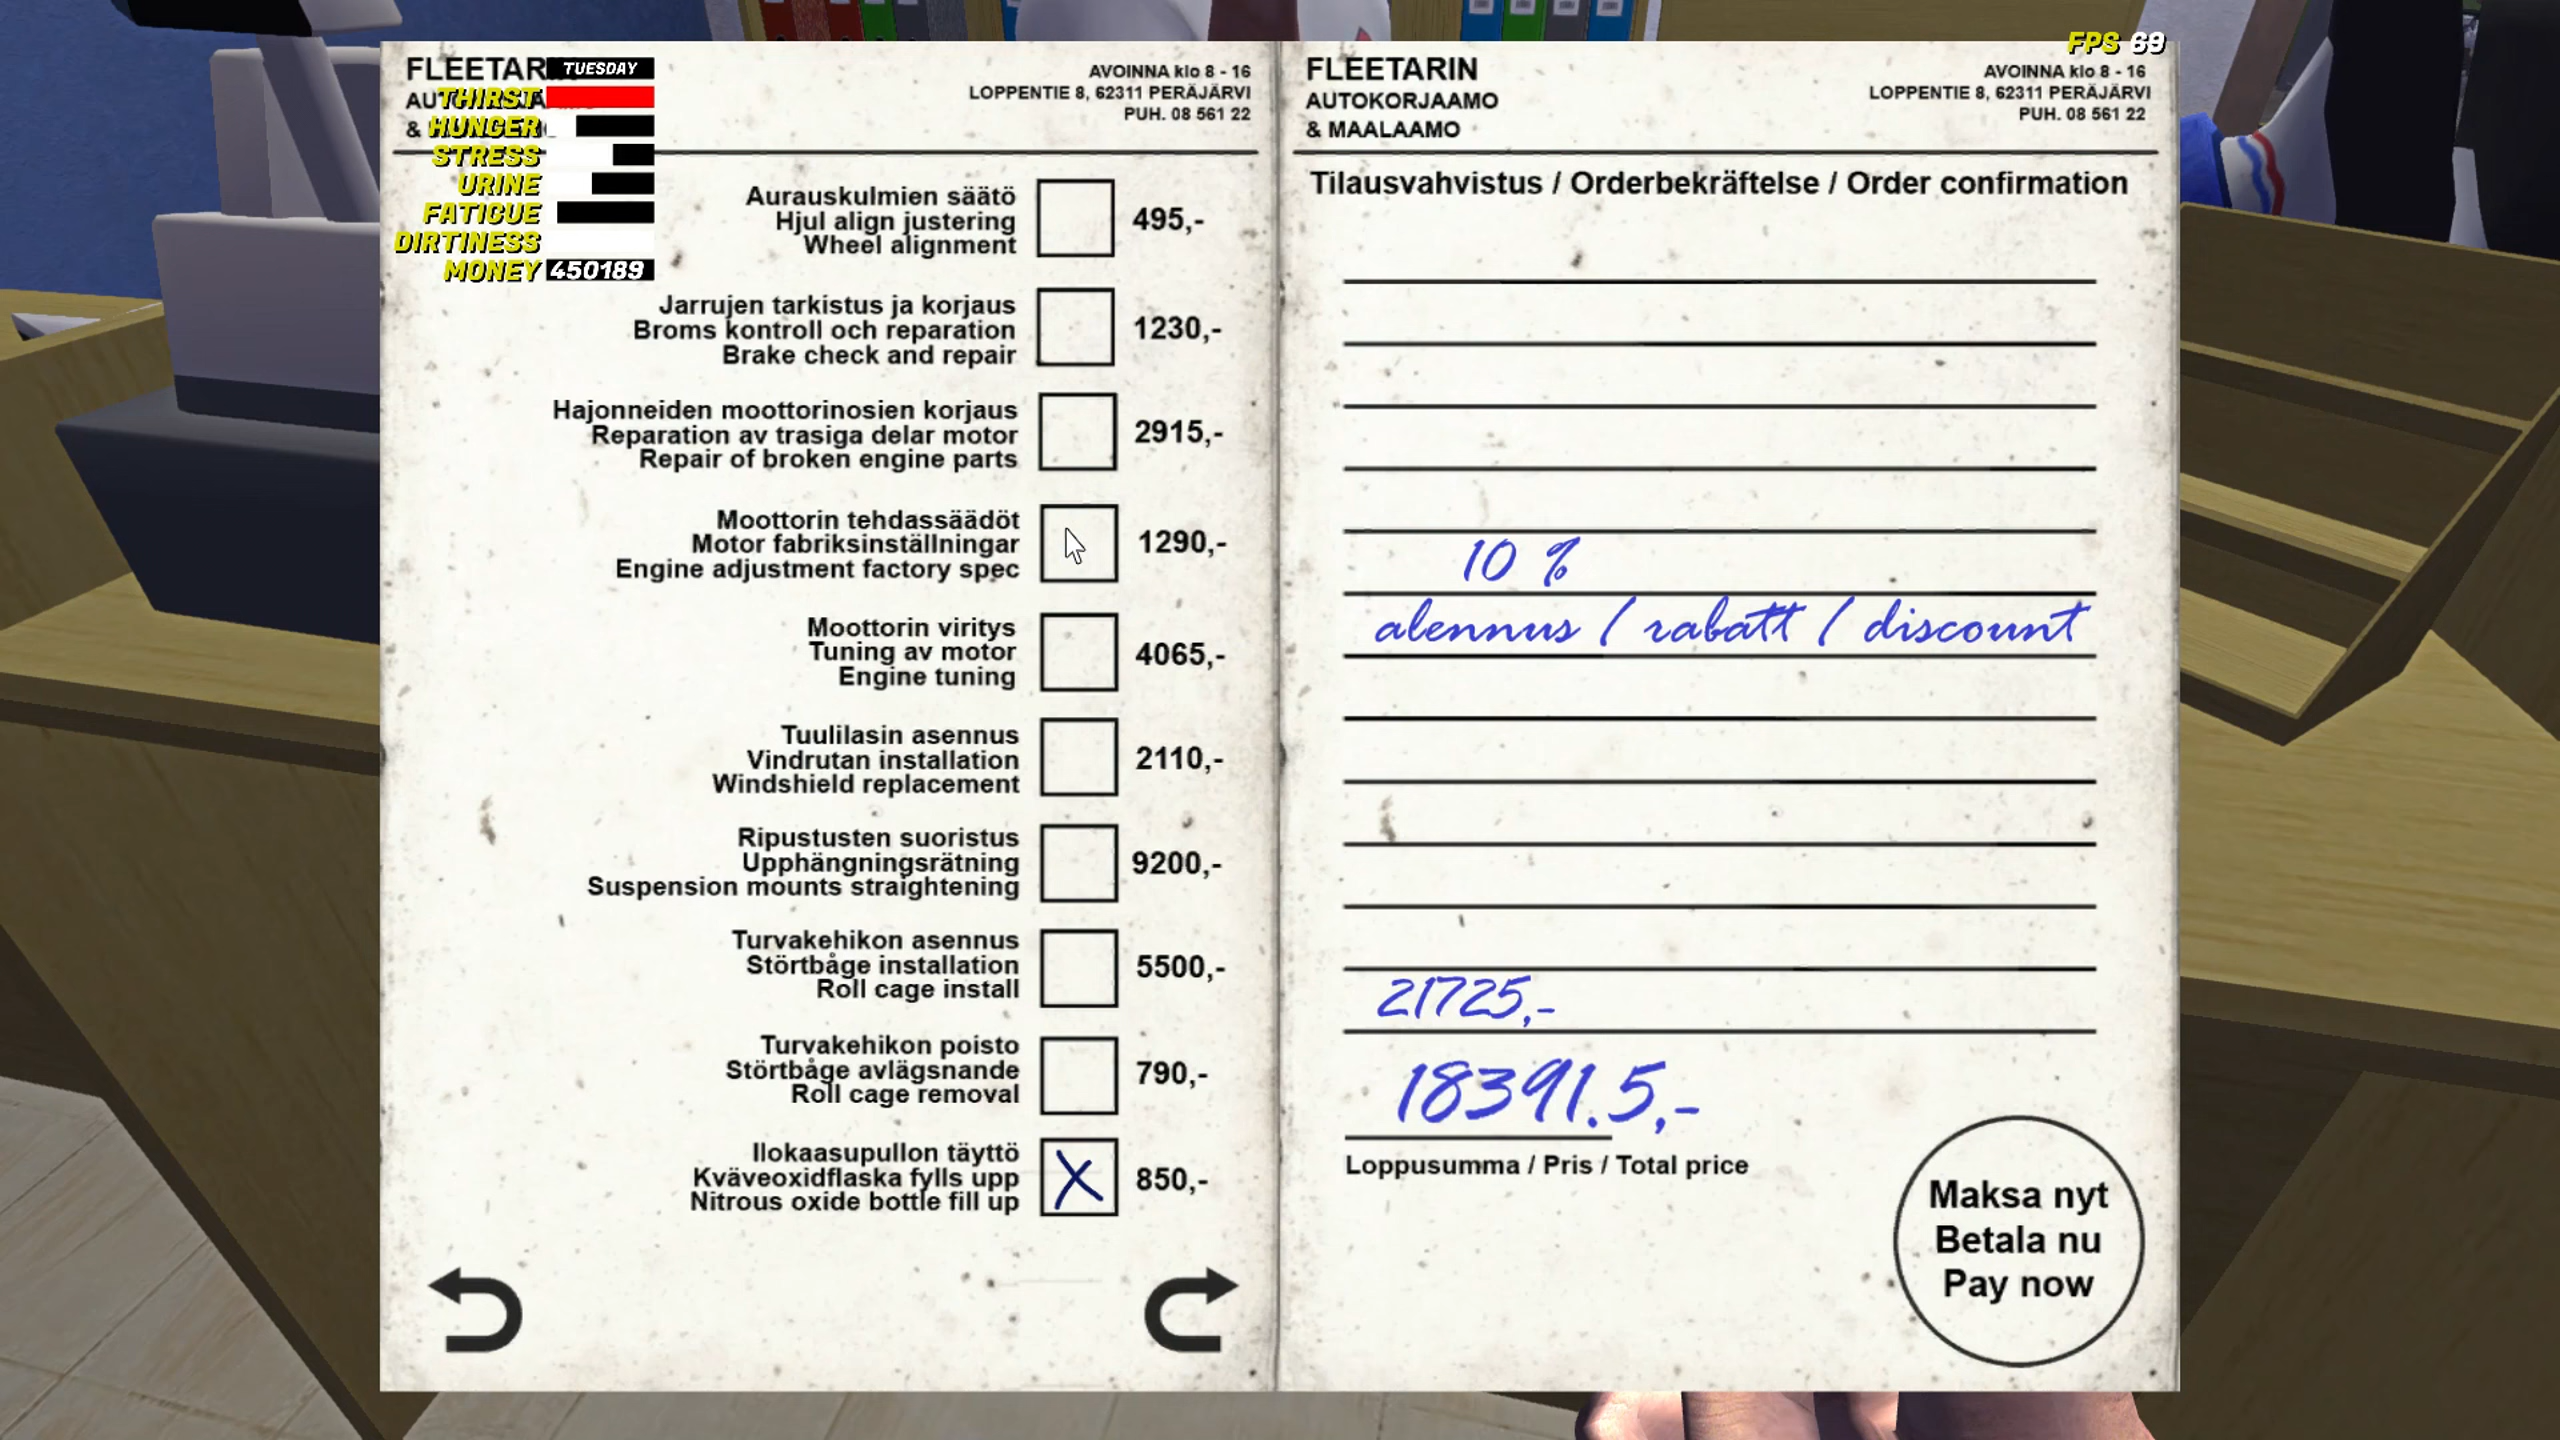 FPS 69
TUESDAY
THIRST
HUNGER
STRESS
URINE
FATIGUE
DIRTINESS
MONEY 450189
FLEETAR
&
AVOINNA klo 8 - 16
LOPPENTIE 8, 62311 PERÄJÄRVI
PUH. 08 561 22
Aurauskulmien säätö
Hjul align justering
Wheel alignment
495,-
Jarrujen tarkistus ja korjaus
Broms kontroll och reparation
Brake check and repair
1230,-
Hajonneiden moottorinosien korjaus
Reparation av trasiga delar motor
Repair of broken engine parts
2915,-
Moottorin tehdassäädöt
Motor fabriksinställningar
Engine adjustment factory spec
1290,-
Moottorin viritys
Tuning av motor
Engine tuning
4065,-
Tuulilasin asennus
Vindrutan installation
Windshield replacement
2110,-
Ripustusten suoristus
Upphängningsrätning
Suspension mounts straightening
9200,-
Turvakehikon asennus
Störtbåge installation
Roll cage install
5500,-
Turvakehikon poisto
Störtbåge avlägsnande
Roll cage removal
790,-
Ilokaasupullon täyttö
Kväveoxidflaska fylls upp
Nitrous oxide bottle fill up
X
850,-
FLEETARIN
AUTOKORJAAMO
& MAALAAMO
AVOINNA klo 8 - 16
LOPPENTIE 8, 62311 PERÄJÄRVI
PUH. 08 561 22
Tilausvahvistus / Orderbekräftelse / Order confirmation
10 %
alennus / rabatt / discount
21725,-
18391.5,-
Loppusumma / Pris / Total price
Maksa nyt
Betala nu
Pay now